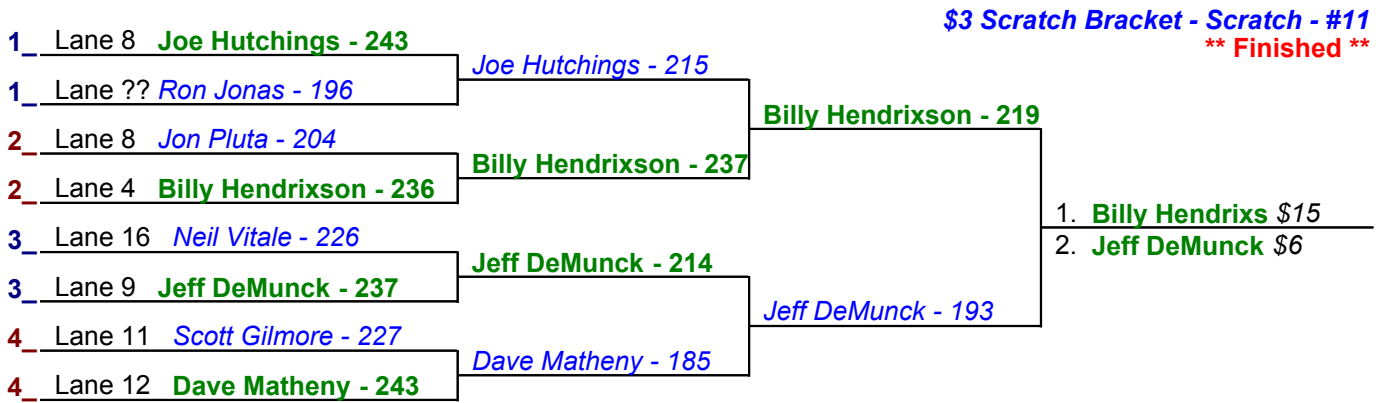 $3 Scratch Bracket - Scratch - #11
** Finished **
1_ Lane 8 Joe Hutchings - 243
Joe Hutchings - 215
1_ Lane ?? Ron Jonas - 196
Billy Hendrixson - 219
2_ Lane 8 Jon Pluta - 204
Billy Hendrixson - 237
2_ Lane 4 Billy Hendrixson - 236
1. Billy Hendrixs $15
3_ Lane 16 Neil Vitale - 226
2. Jeff DeMunck $6
Jeff DeMunck - 214
3_ Lane 9 Jeff DeMunck - 237
Jeff DeMunck - 193
4_ Lane 11 Scott Gilmore - 227
Dave Matheny - 185
4_ Lane 12 Dave Matheny - 243